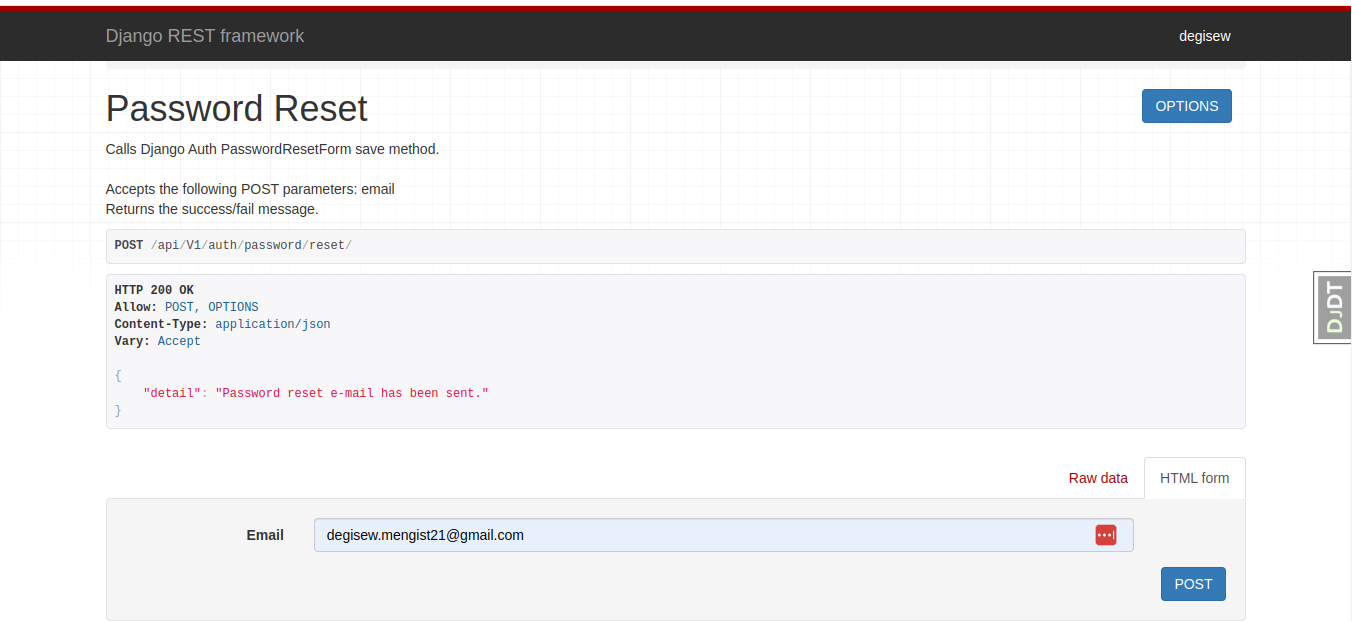 Django REST framework
degisew
Password Reset
OPTIONS
Calls Django Auth PasswordResetForm save method.
Accepts the following POST parameters: email
Returns the success/fail message.
POST /api/V1/auth/password/reset/
HTTP 200 OK
Allow: POST, OPTIONS
Content-Type: application/json
Vary: Accept
{
    "detail": "Password reset e-mail has been sent."
}
DJDT
Raw data
HTML form
Email
degisew.mengist21@gmail.com
POST